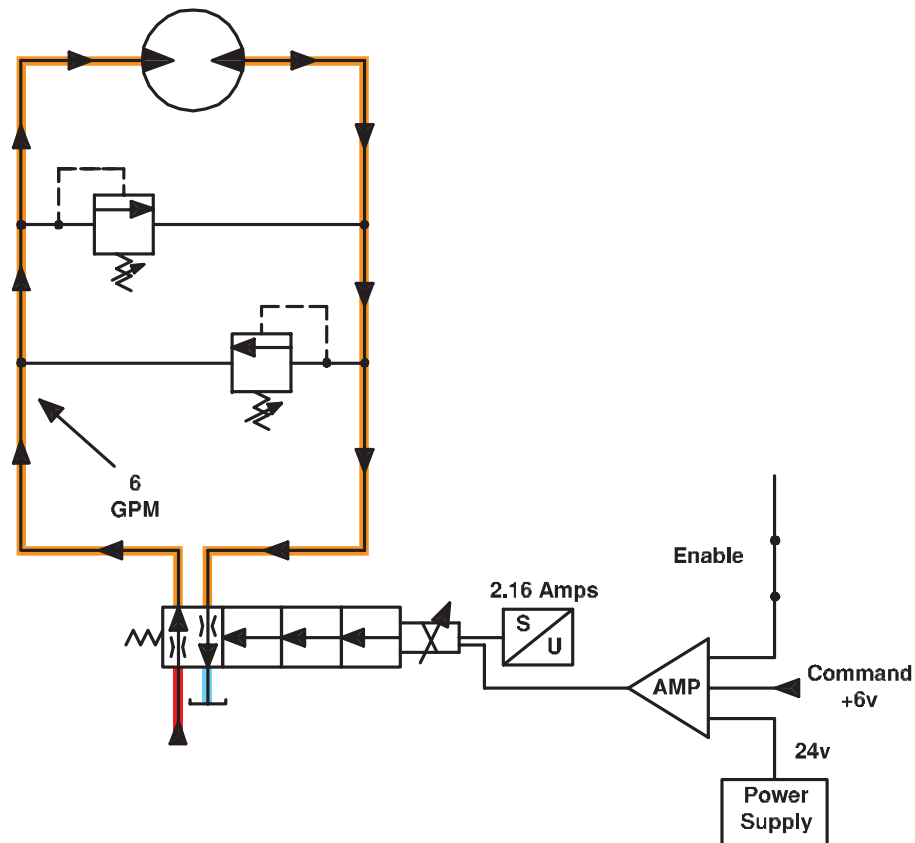 6
GPM
2.16 Amps
S
U
Enable
AMP
Command
+6v
24v
Power
Supply